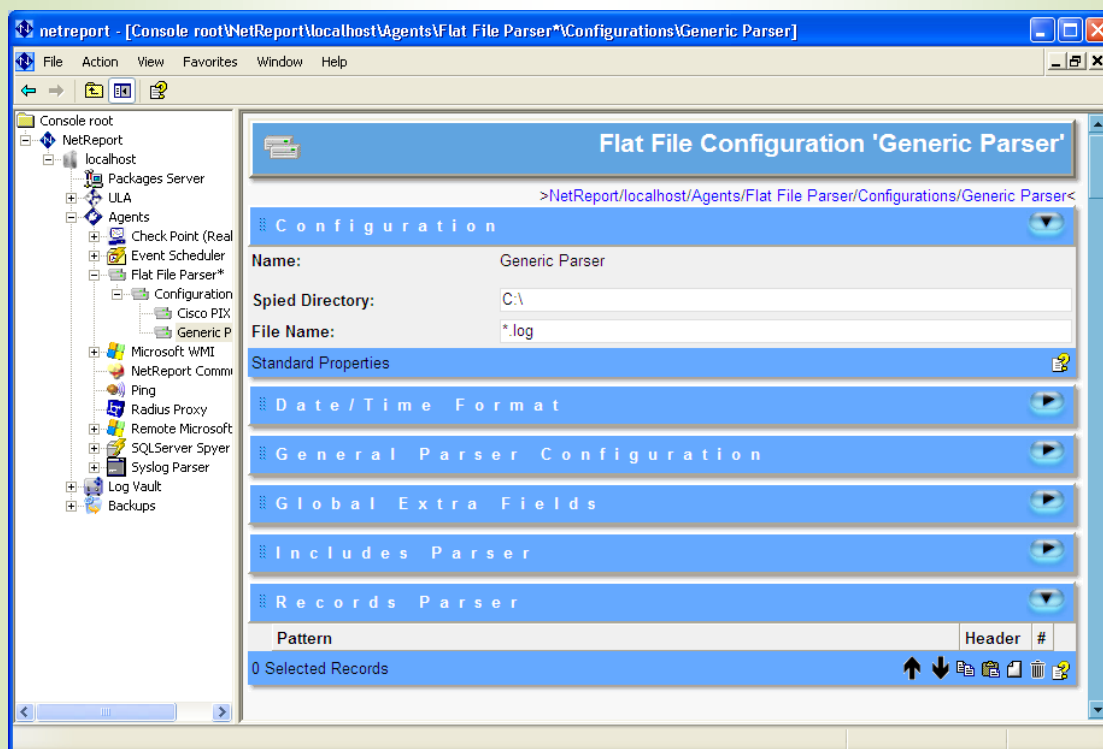 netreport - [Console root\NetReport\localhost\Agents\Flat File Parser*\Configurations\Generic Parser]
File Action View Favorites Window Help
Console root
NetReport
localhost
Packages Server
ULA
Agents
Check Point (Real
Event Scheduler
Flat File Parser*
Configuration
Cisco PIX
Generic P
Microsoft WMI
NetReport Comm
Ping
Radius Proxy
Remote Microsoft
SQLServer Spyer
Syslog Parser
Log Vault
Backups
Flat File Configuration 'Generic Parser'
>NetReport/localhost/Agents/Flat File Parser/Configurations/Generic Parser<
Configuration
Name: Generic Parser
Spied Directory: C:\
File Name: *.log
Standard Properties
Date/Time Format
General Parser Configuration
Global Extra Fields
Includes Parser
Records Parser
Pattern Header #
0 Selected Records